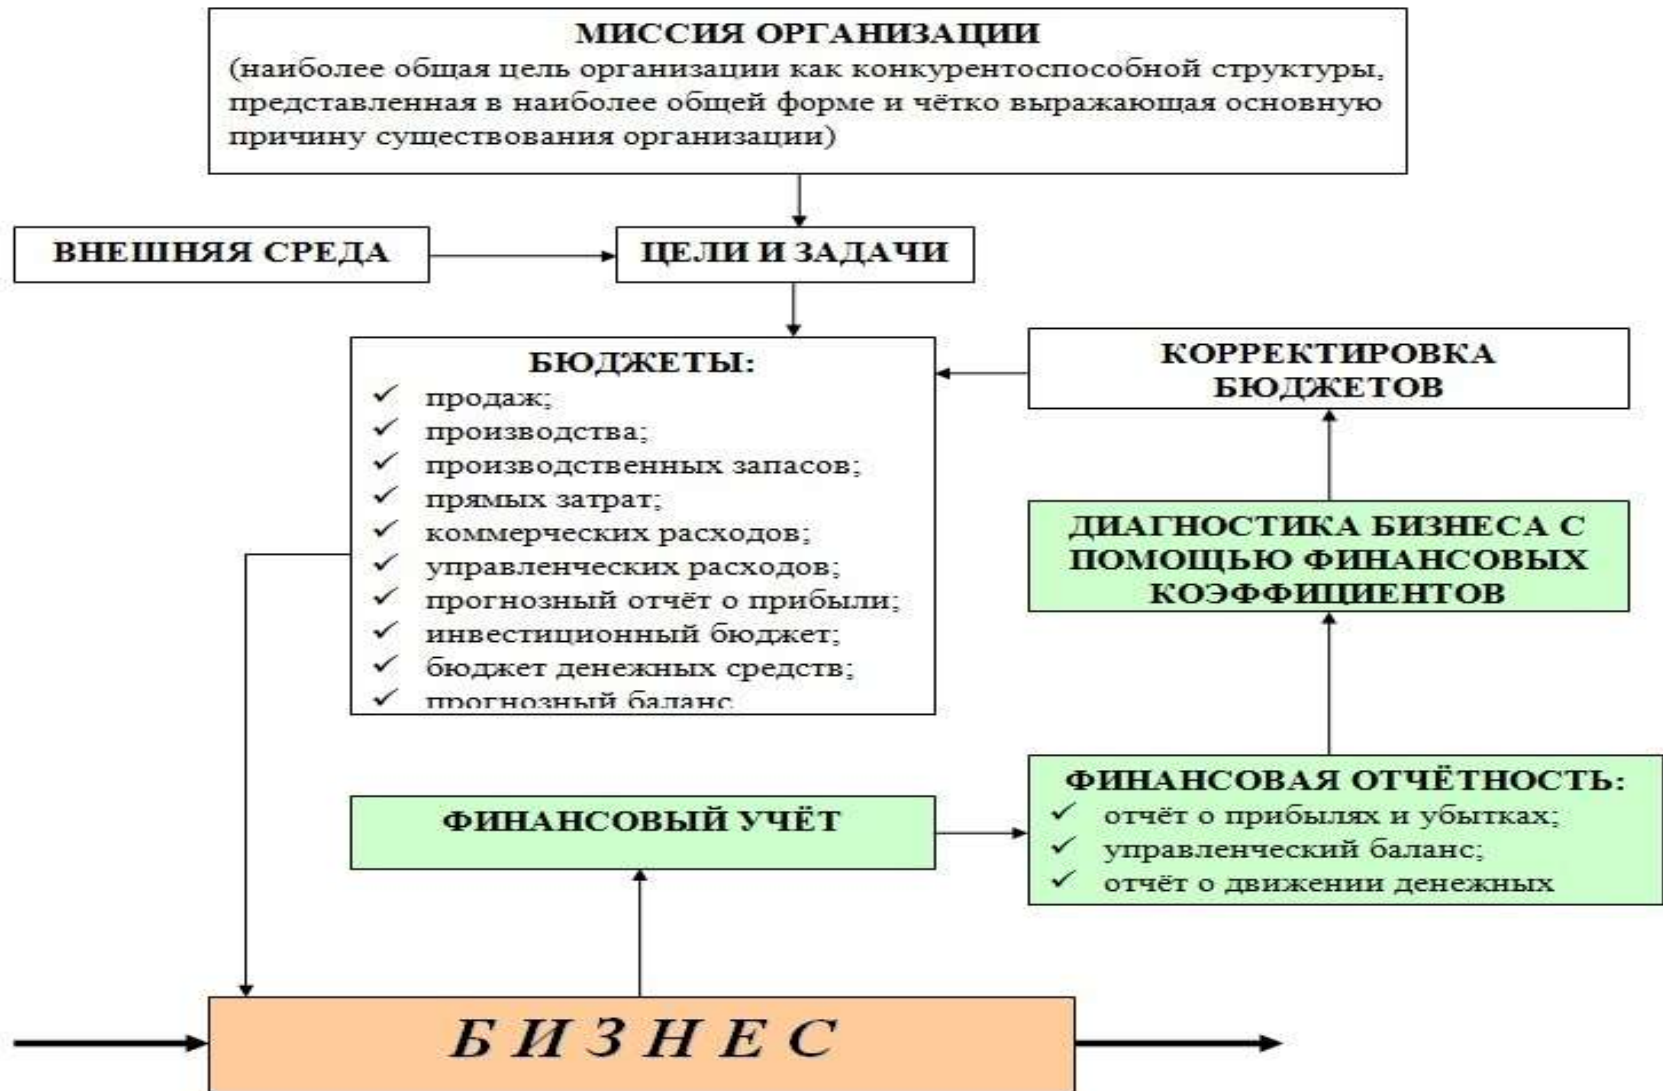 МИССИЯ ОРГАНИЗАЦИИ
(наиболее общая цель организации как конкурентоспособной структуры,
представленная в наиболее общей форме и чётко выражающая основную
причину существования организации)
ВНЕШНЯЯ СРЕДА
ЦЕЛИ И ЗАДАЧИ
БЮДЖЕТЫ:
✓ продаж;
✓ производства;
✓ производственных запасов;
✓ прямых затрат;
✓ коммерческих расходов;
✓ управленческих расходов;
✓ прогнозный отчёт о прибыли;
✓ инвестиционный бюджет;
✓ бюджет денежных средств;
✓ прогнозный баланс
КОРРЕКТИРОВКА
БЮДЖЕТОВ
ДИАГНОСТИКА БИЗНЕСА С
ПОМОЩЬЮ ФИНАНСОВЫХ
КОЭФФИЦИЕНТОВ
ФИНАНСОВАЯ ОТЧЁТНОСТЬ:
✓ отчёт о прибылях и убытках;
✓ управленческий баланс;
✓ отчёт о движении денежных
ФИНАНСОВЫЙ УЧЁТ
БИЗНЕС